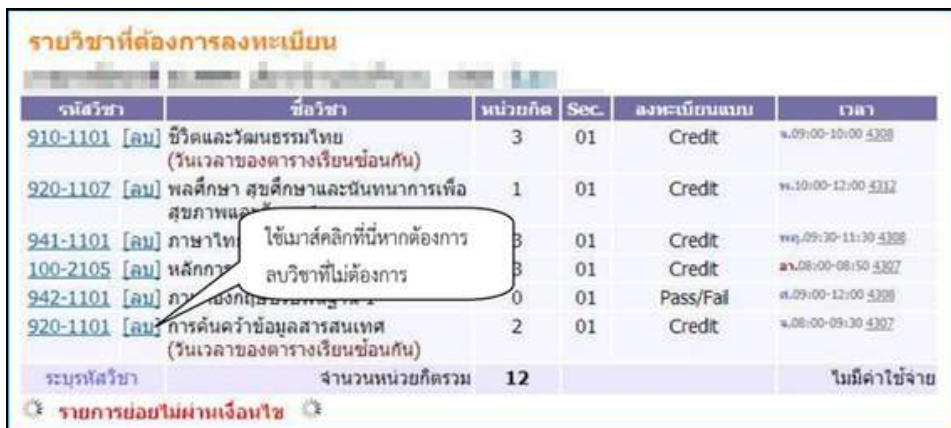 รายวิชาที่ต้องการลงทะเบียน
รหัสวิชา ชื่อวิชา หน่วยกิต Sec. ลงทะเบียนแบบ เวลา
910-1101 [ลบ] ชีวิตและวัฒนธรรมไทย 3 01 Credit จ.09:00-10:00 4308
(วันเวลาของตารางเรียนซ้อนกัน)
920-1107 [ลบ] พลศึกษา สุขศึกษาและนันทนาการเพื่อ 1 01 Credit พ.10:00-12:00 4312
สุขภาพ
ใช้เมาส์คลิกที่นี่หากต้องการ
ลบวิชาที่ไม่ต้องการ
941-1101 [ลบ] ภาษาไท 3 01 Credit พฤ.09:30-11:30 4308
100-2105 [ลบ] หลักการ 3 01 Credit อา.08:00-08:50 4307
942-1101 [ลบ] 0 01 Pass/Fail ศ.09:00-12:00 4308
920-1101 [ลบ] การค้นคว้าข้อมูลสารสนเทศ 2 01 Credit จ.08:00-09:30 4307
(วันเวลาของตารางเรียนซ้อนกัน)
ระบุรหัสวิชา จำนวนหน่วยกิตรวม 12 ไม่มีค่าใช้จ่าย
รายการย่อยไม่ผ่านเงื่อนไข